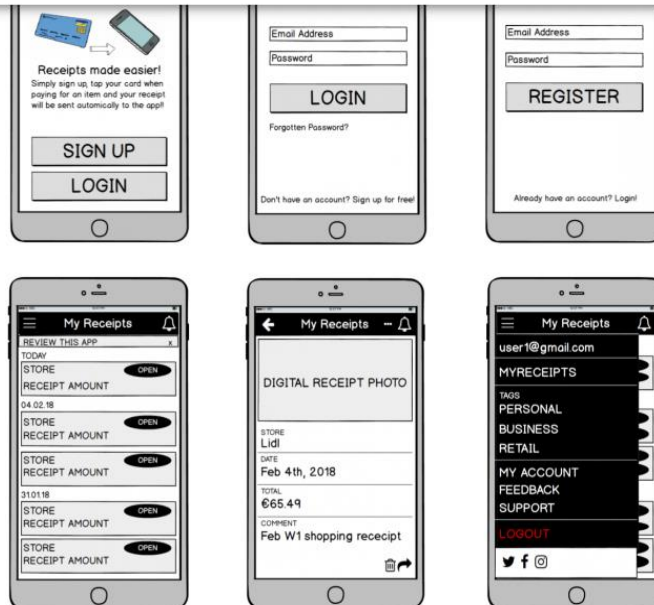 Receipts made easier!
Simply sign up, tap your card when
paying for an item and your receipt
will be sent automically to the app!!
SIGN UP
LOGIN
Email Address
Password
LOGIN
Forgotten Password?
Don't have an account? Sign up for free!
Email Address
Password
REGISTER
Already have an account? Login!
My Receipts
REVIEW THIS APP x
TODAY
STORE OPEN
RECEIPT AMOUNT
04.02.18
STORE OPEN
RECEIPT AMOUNT
STORE OPEN
RECEIPT AMOUNT
31.01.18
STORE OPEN
RECEIPT AMOUNT
STORE OPEN
RECEIPT AMOUNT
My Receipts
DIGITAL RECEIPT PHOTO
STORE
Lidl
DATE
Feb 4th, 2018
TOTAL
€65.49
COMMENT
Feb W1 shopping rececipt
My Receipts
user1@gmail.com
MYRECEIPTS
TAGS
PERSONAL
BUSINESS
RETAIL
MY ACCOUNT
FEEDBACK
SUPPORT
LOGOUT